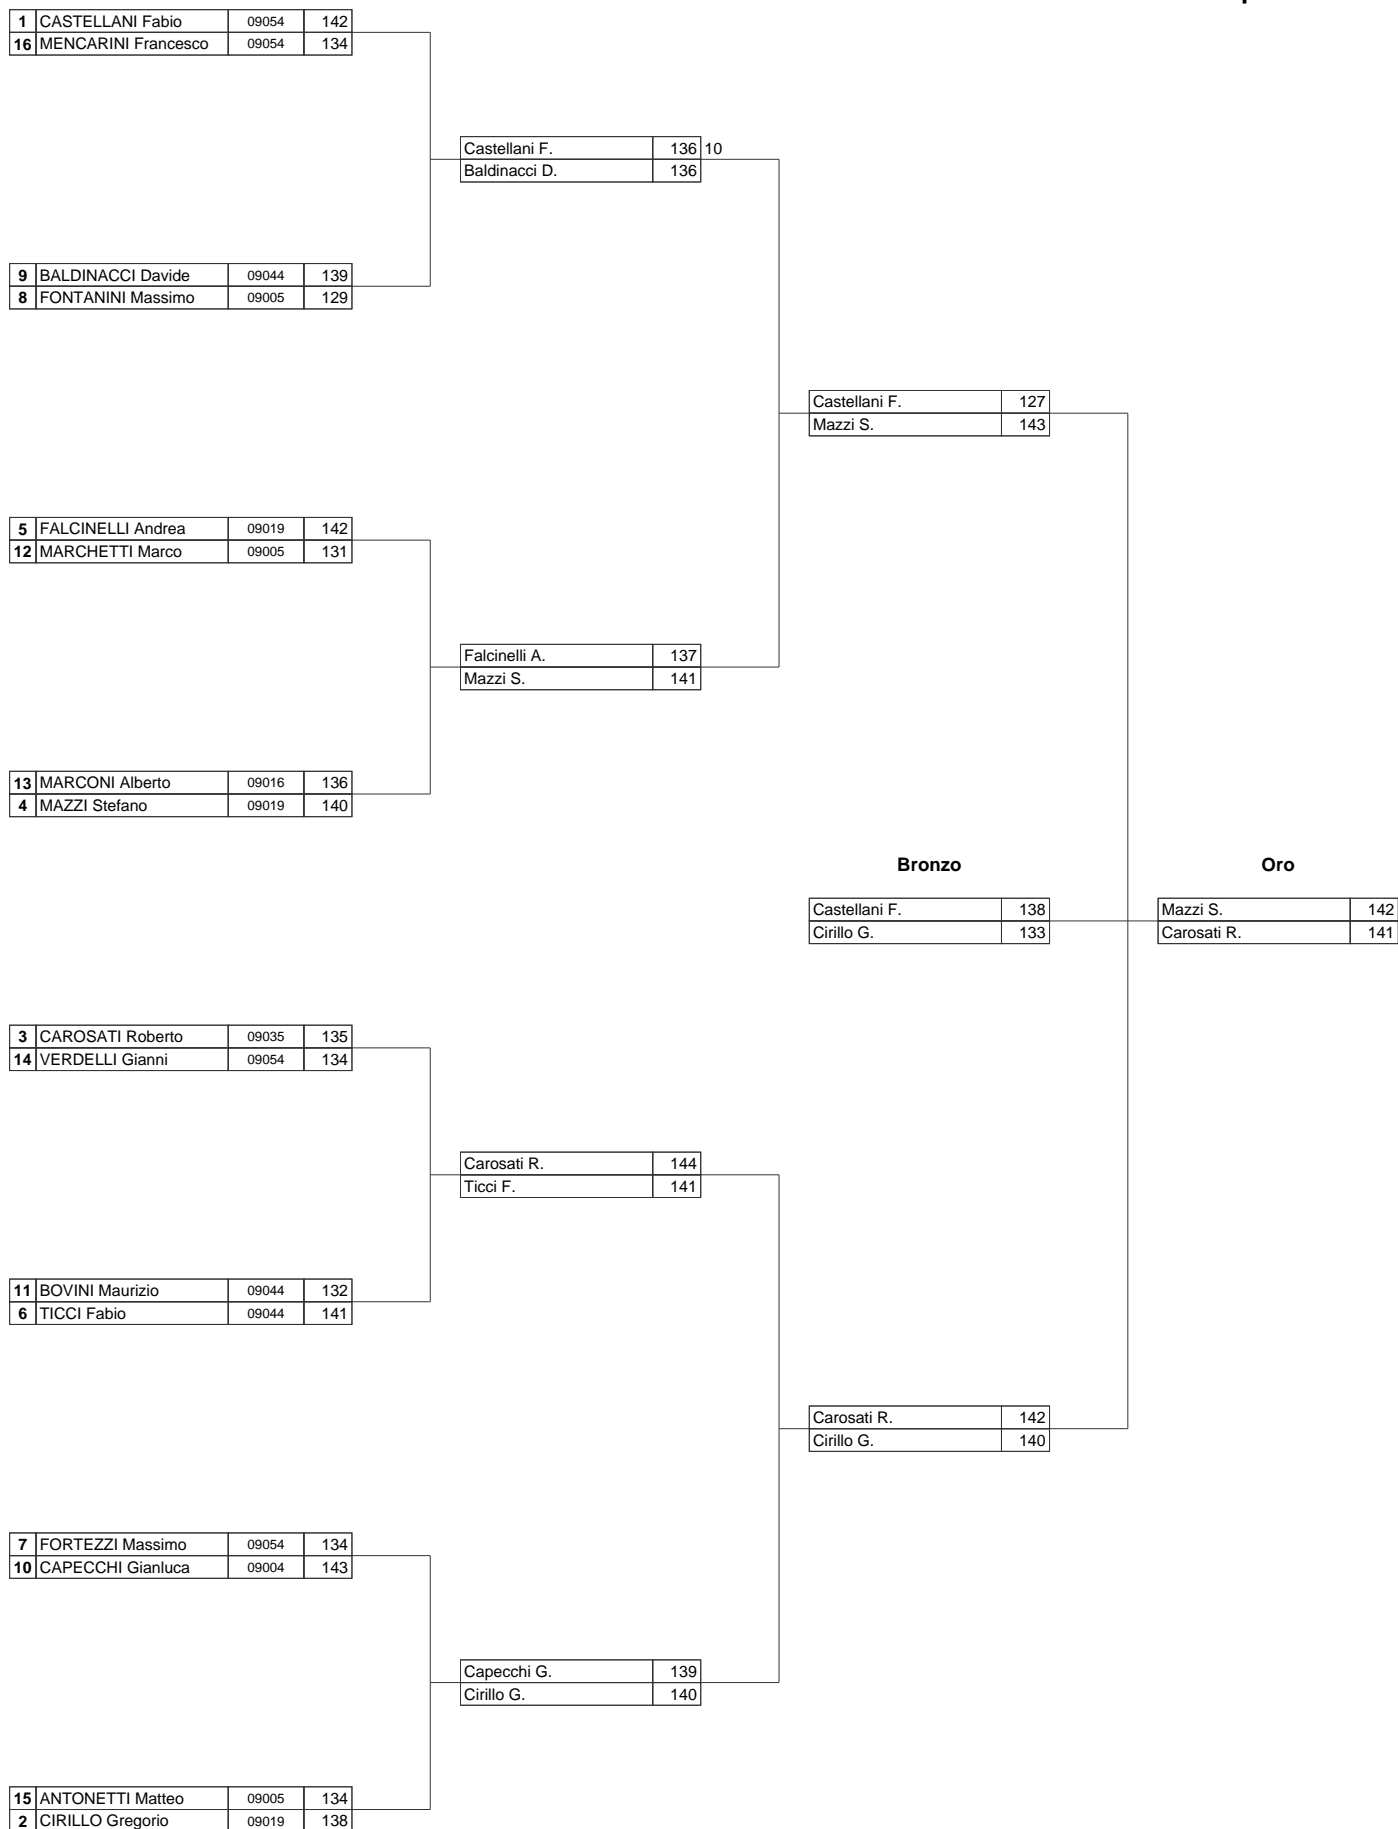 1 CASTELLANI Fabio 09054 142
16 MENCARINI Francesco 09054 134
Castellani F. 136 10
Baldinacci D. 136
9 BALDINACCI Davide 09044 139
8 FONTANINI Massimo 09005 129
Castellani F. 127
Mazzi S. 143
5 FALCINELLI Andrea 09019 142
12 MARCHETTI Marco 09005 131
Falcinelli A. 137
Mazzi S. 141
13 MARCONI Alberto 09016 136
4 MAZZI Stefano 09019 140
Bronzo Oro
Castellani F. 138 Mazzi S. 142
Cirillo G. 133 Carosati R. 141
3 CAROSATI Roberto 09035 135
14 VERDELLI Gianni 09054 134
Carosati R. 144
Ticci F. 141
11 BOVINI Maurizio 09044 132
6 TICCI Fabio 09044 141
Carosati R. 142
Cirillo G. 140
7 FORTEZZI Massimo 09054 134
10 CAPECCHI Gianluca 09004 143
Capecchi G. 139
Cirillo G. 140
15 ANTONETTI Matteo 09005 134
2 CIRILLO Gregorio 09019 138